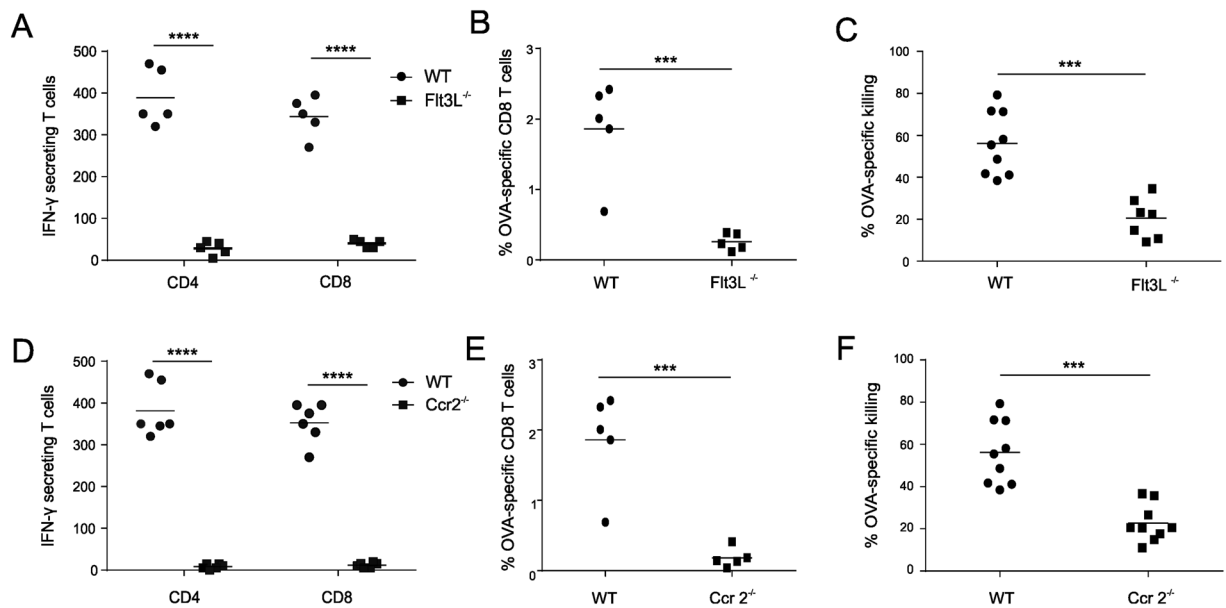 A
IFN-γ secreting T cells
500
400
300
200
100
0
****
****
CD4
CD8
WT
Flt3L-/-
B
% OVA-specific CD8 T cells
3
2
1
0
***
WT
Flt3L -/-
C
% OVA-specific killing
100
80
60
40
20
0
***
WT
Flt3L -/-
D
IFN-γ secreting T cells
500
400
300
200
100
0
****
****
CD4
CD8
WT
Ccr2-/-
E
% OVA-specific CD8 T cells
3
2
1
0
***
WT
Ccr 2-/-
F
% OVA-specific killing
100
80
60
40
20
0
***
WT
Ccr 2-/-